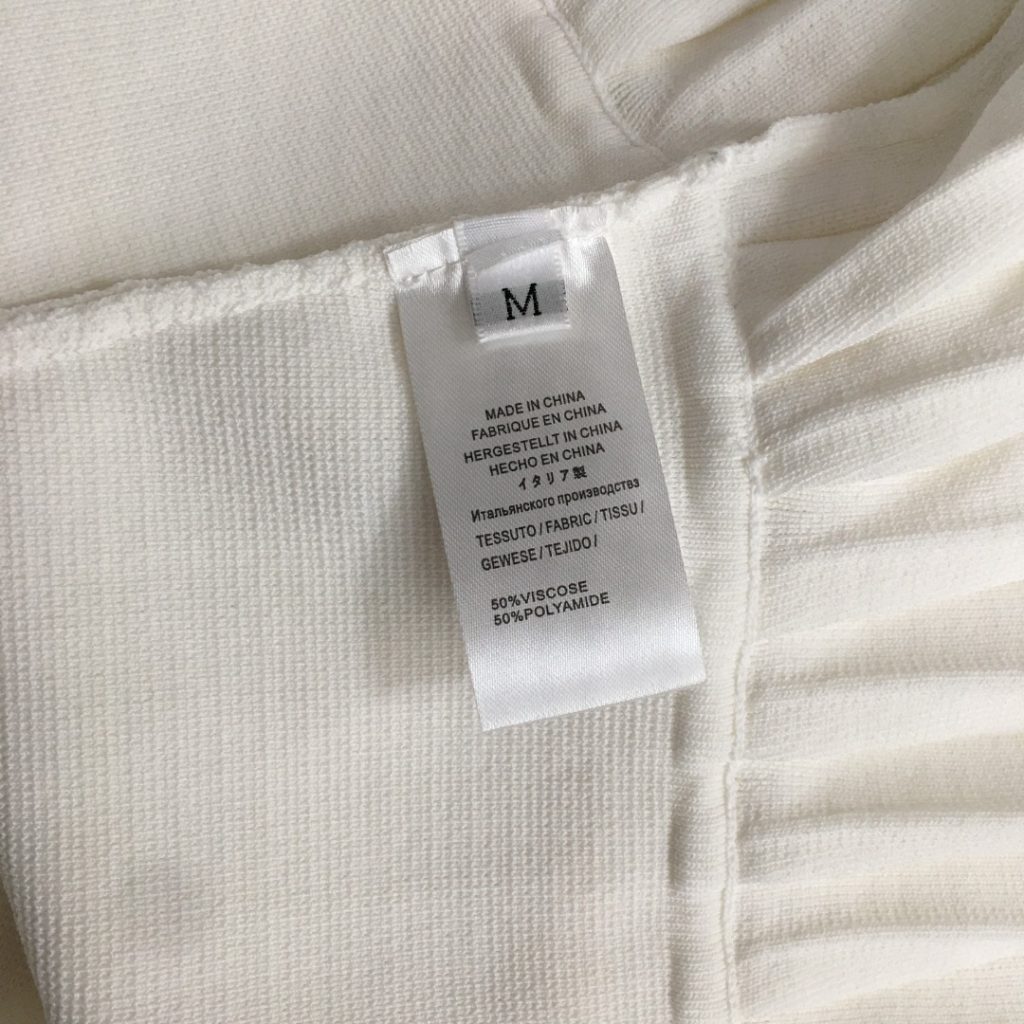 M
MADE IN CHINA
FABRIQUE EN CHINA
HERGESTELLT IN CHINA
HECHO EN CHINA
イタリア製
Итальянского производствз
TESSUTO / FABRIC / TISSU /
GEWESE / TEJIDO /
50%VISCOSE
50%POLYAMIDE